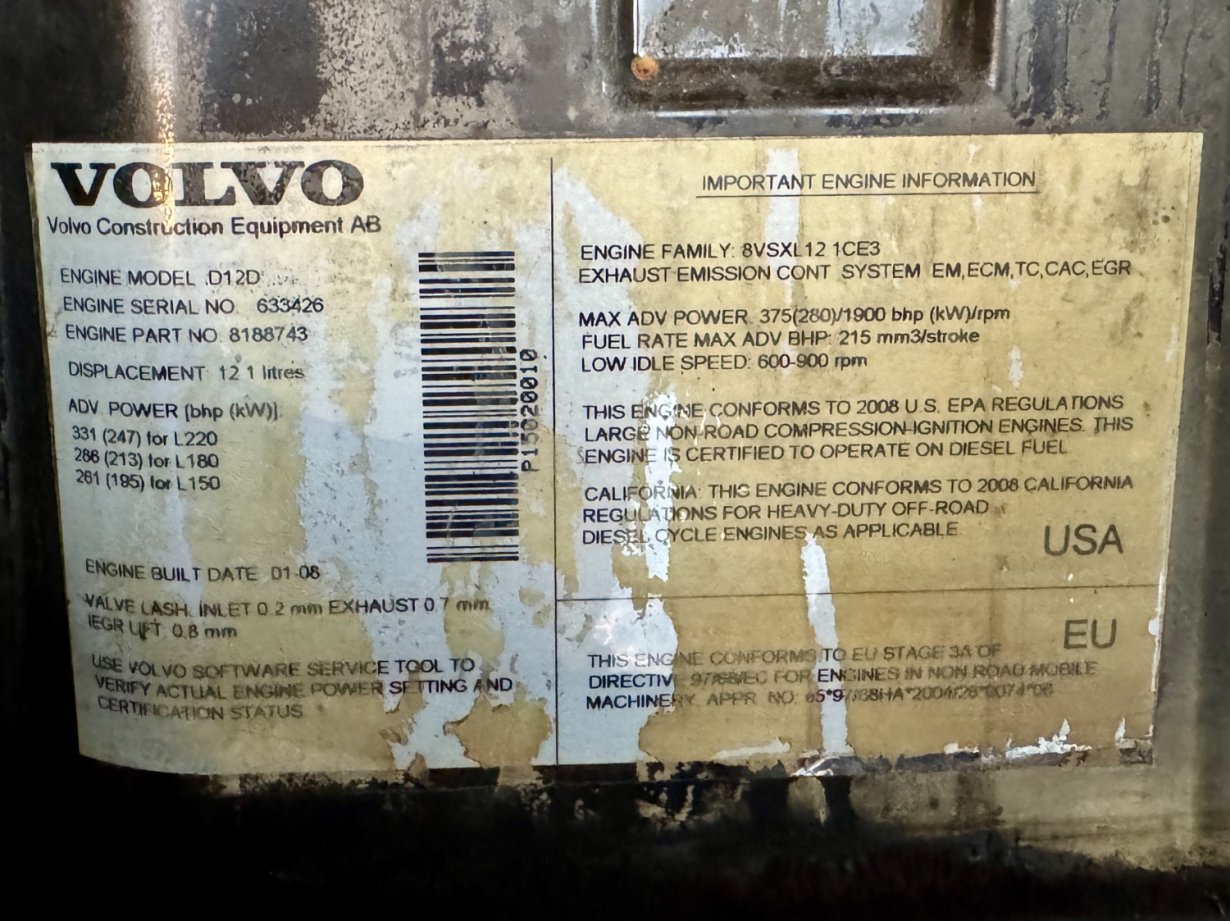 VOLVO
Volvo Construction Equipment AB
ENGINE MODEL D12D
ENGINE SERIAL NO. 633426
ENGINE PART NO. 8188743
DISPLACEMENT 12 1 litres
ADV. POWER [bhp (kW)]
331 (247) for L220
286 (213) for L180
261 (195) for L150
P115020010
ENGINE BUILT DATE 01-08
VALVE LASH. INLET 0.2 mm EXHAUST 0.7 mm
IEGR LIFT. 0.8 mm
USE VOLVO SOFTWARE SERVICE TOOL TO
VERIFY ACTUAL ENGINE POWER SETTING AND
CERTIFICATION STATUS
IMPORTANT ENGINE INFORMATION
ENGINE FAMILY: 8VSXL12 1CE3
EXHAUST EMISSION CONT SYSTEM EM,ECM,TC,CAC,EGR
MAX ADV POWER 375(280)/1900 bhp (kW)/rpm
FUEL RATE MAX ADV BHP: 215 mm3/stroke
LOW IDLE SPEED: 600-900 rpm
THIS ENGINE CONFORMS TO 2008 U.S. EPA REGULATIONS
LARGE NON-ROAD COMPRESSION-IGNITION ENGINES. THIS
ENGINE IS CERTIFIED TO OPERATE ON DIESEL FUEL
CALIFORNIA: THIS ENGINE CONFORMS TO 2008 CALIFORNIA
REGULATIONS FOR HEAVY-DUTY OFF-ROAD
DIESEL CYCLE ENGINES AS APPLICABLE
USA
EU
THIS ENGINE CONFORMS TO EU STAGE 3A OF
DIRECTIVE 97/68/EC FOR ENGINES IN NON ROAD MOBILE
MACHINERY. APPR. NO: